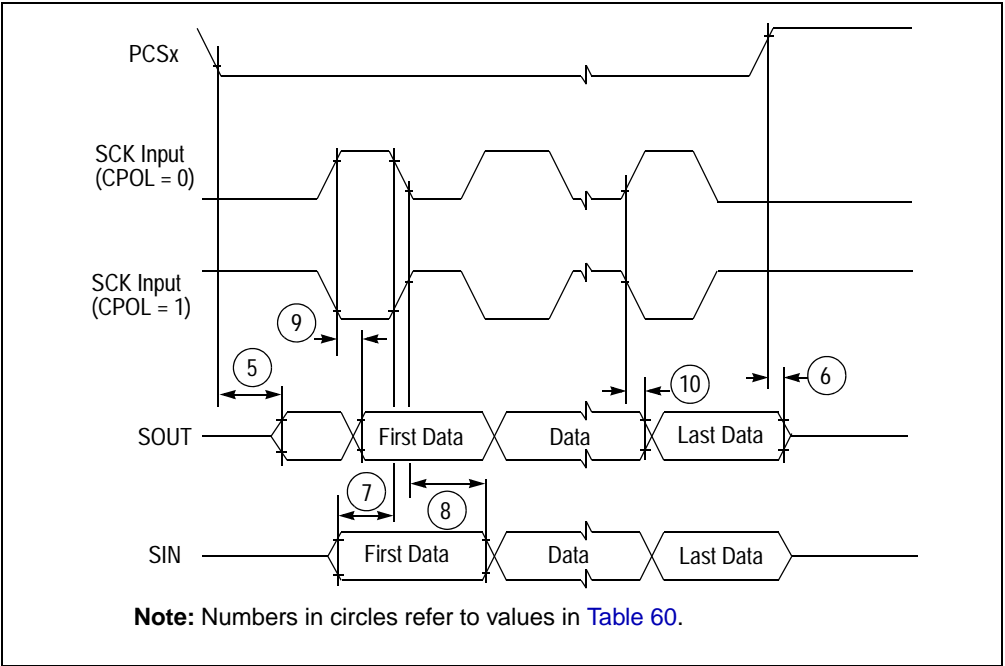 PCSx
SCK Input
(CPOL = 0)
SCK Input
(CPOL = 1)
9
5
10
6
SOUT
First Data
Data
Last Data
7
8
SIN
First Data
Data
Last Data
Note: Numbers in circles refer to values in Table 60.